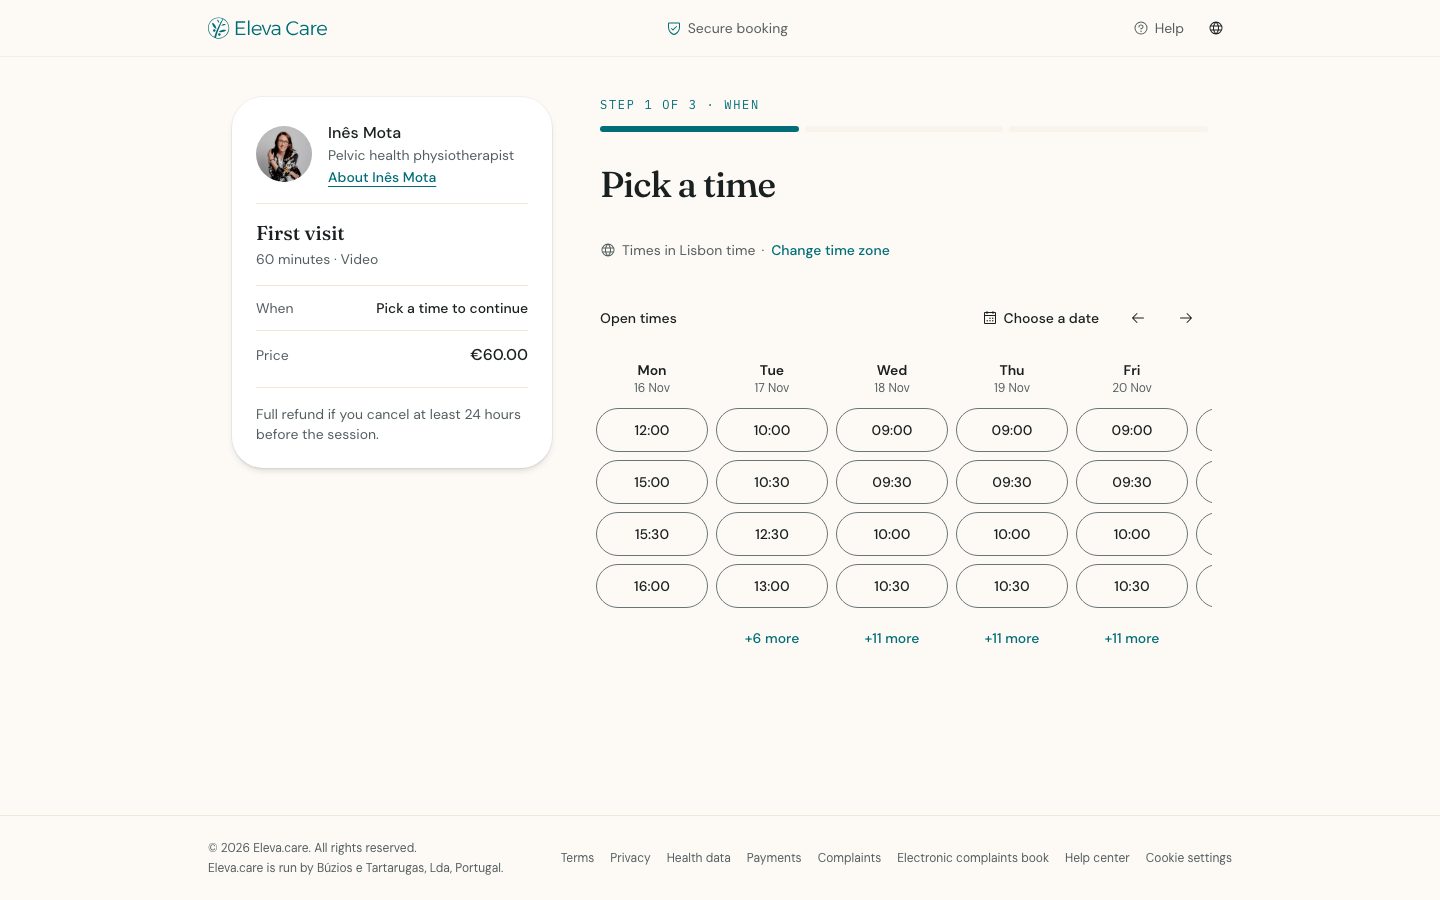 Eleva Care
Secure booking
Help
Inês Mota
Pelvic health physiotherapist
About Inês Mota
First visit
60 minutes · Video
When Pick a time to continue
Price €60.00
Full refund if you cancel at least 24 hours
before the session.
STEP 1 OF 3 · WHEN
Pick a time
Times in Lisbon time · Change time zone
Open times
Choose a date
Mon Tue Wed Thu Fri
16 Nov 17 Nov 18 Nov 19 Nov 20 Nov
12:00 10:00 09:00 09:00 09:00
15:00 10:30 09:30 09:30 09:30
15:30 12:30 10:00 10:00 10:00
16:00 13:00 10:30 10:30 10:30
+6 more +11 more +11 more +11 more
© 2026 Eleva.care. All rights reserved.
Eleva.care is run by Búzios e Tartarugas, Lda, Portugal.
Terms Privacy Health data Payments Complaints Electronic complaints book Help center Cookie settings